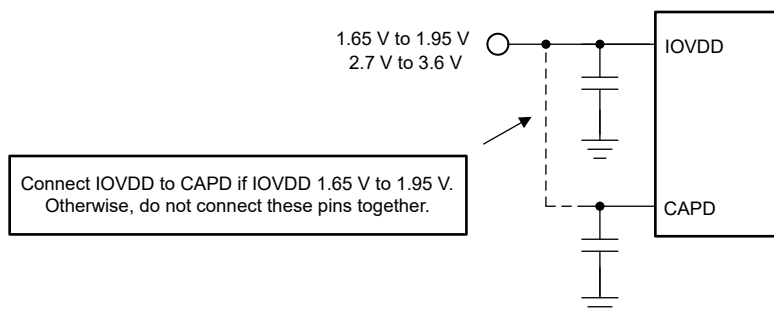 1.65 V to 1.95 V
2.7 V to 3.6 V
IOVDD
Connect IOVDD to CAPD if IOVDD 1.65 V to 1.95 V.
Otherwise, do not connect these pins together.
CAPD